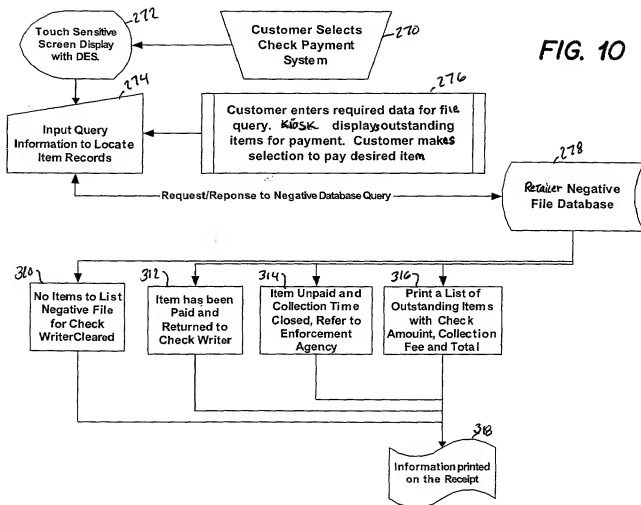 272
Touch Sensitive
Screen Display
with DES.
Customer Selects
Check Payment
System
270
FIG. 10
274
Input Query
Information to Locate
Item Records
276
Customer enters required data for file
query. KIOSK displays outstanding
items for payment. Customer makes
selection to pay desired item
278
Retailer Negative
File Database
Request/Reponse to Negative Database Query
310
No Items to List
Negative File
for Check
WriterCleared
312
Item has been
Paid and
Returned to
Check Writer
314
Item Unpaid and
Collection Time
Closed, Refer to
Enforcement
Agency
316
Print a List of
Outstanding Items
with Check
Amount, Collection
Fee and Total
318
Information printed
on the Receipt